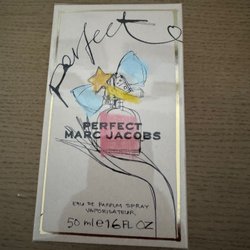 perfect
PERFECT
MARC JACOBS
EAU DE PARFUM SPRAY
VAPORISATEUR
50 ml e 1.6 FL OZ